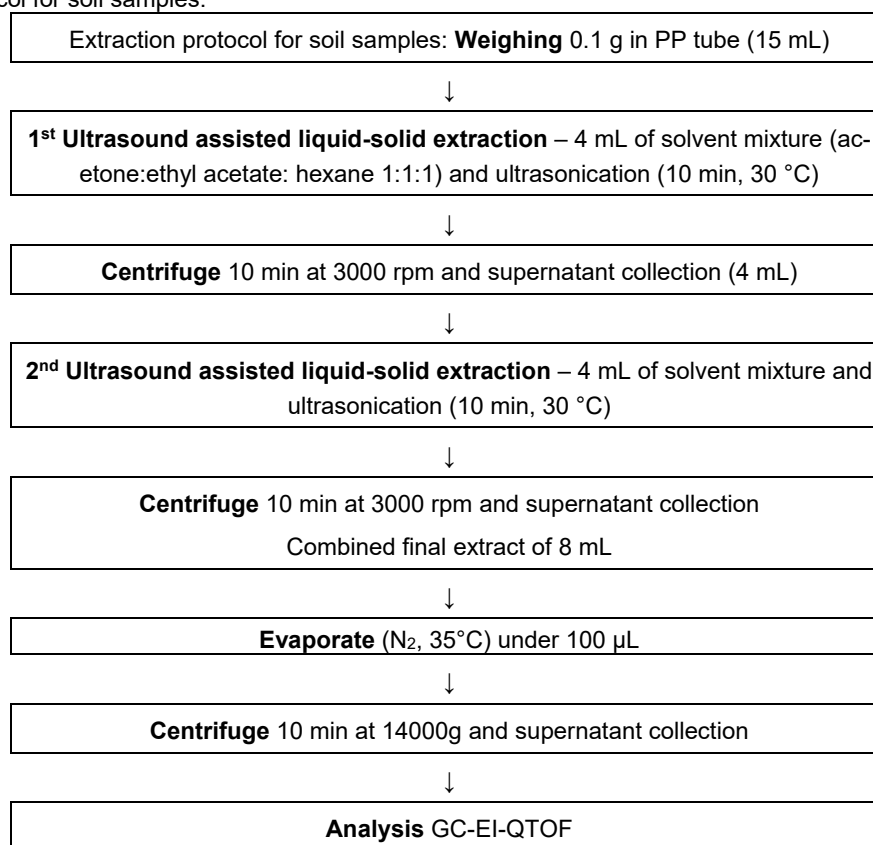 col for soil samples.
Extraction protocol for soil samples: Weighing 0.1 g in PP tube (15 mL)
↓
1st Ultrasound assisted liquid-solid extraction – 4 mL of solvent mixture (ac-
etone:ethyl acetate: hexane 1:1:1) and ultrasonication (10 min, 30 °C)
↓
Centrifuge 10 min at 3000 rpm and supernatant collection (4 mL)
↓
2nd Ultrasound assisted liquid-solid extraction – 4 mL of solvent mixture and
ultrasonication (10 min, 30 °C)
↓
Centrifuge 10 min at 3000 rpm and supernatant collection
Combined final extract of 8 mL
↓
Evaporate (N2, 35°C) under 100 µL
↓
Centrifuge 10 min at 14000g and supernatant collection
↓
Analysis GC-EI-QTOF